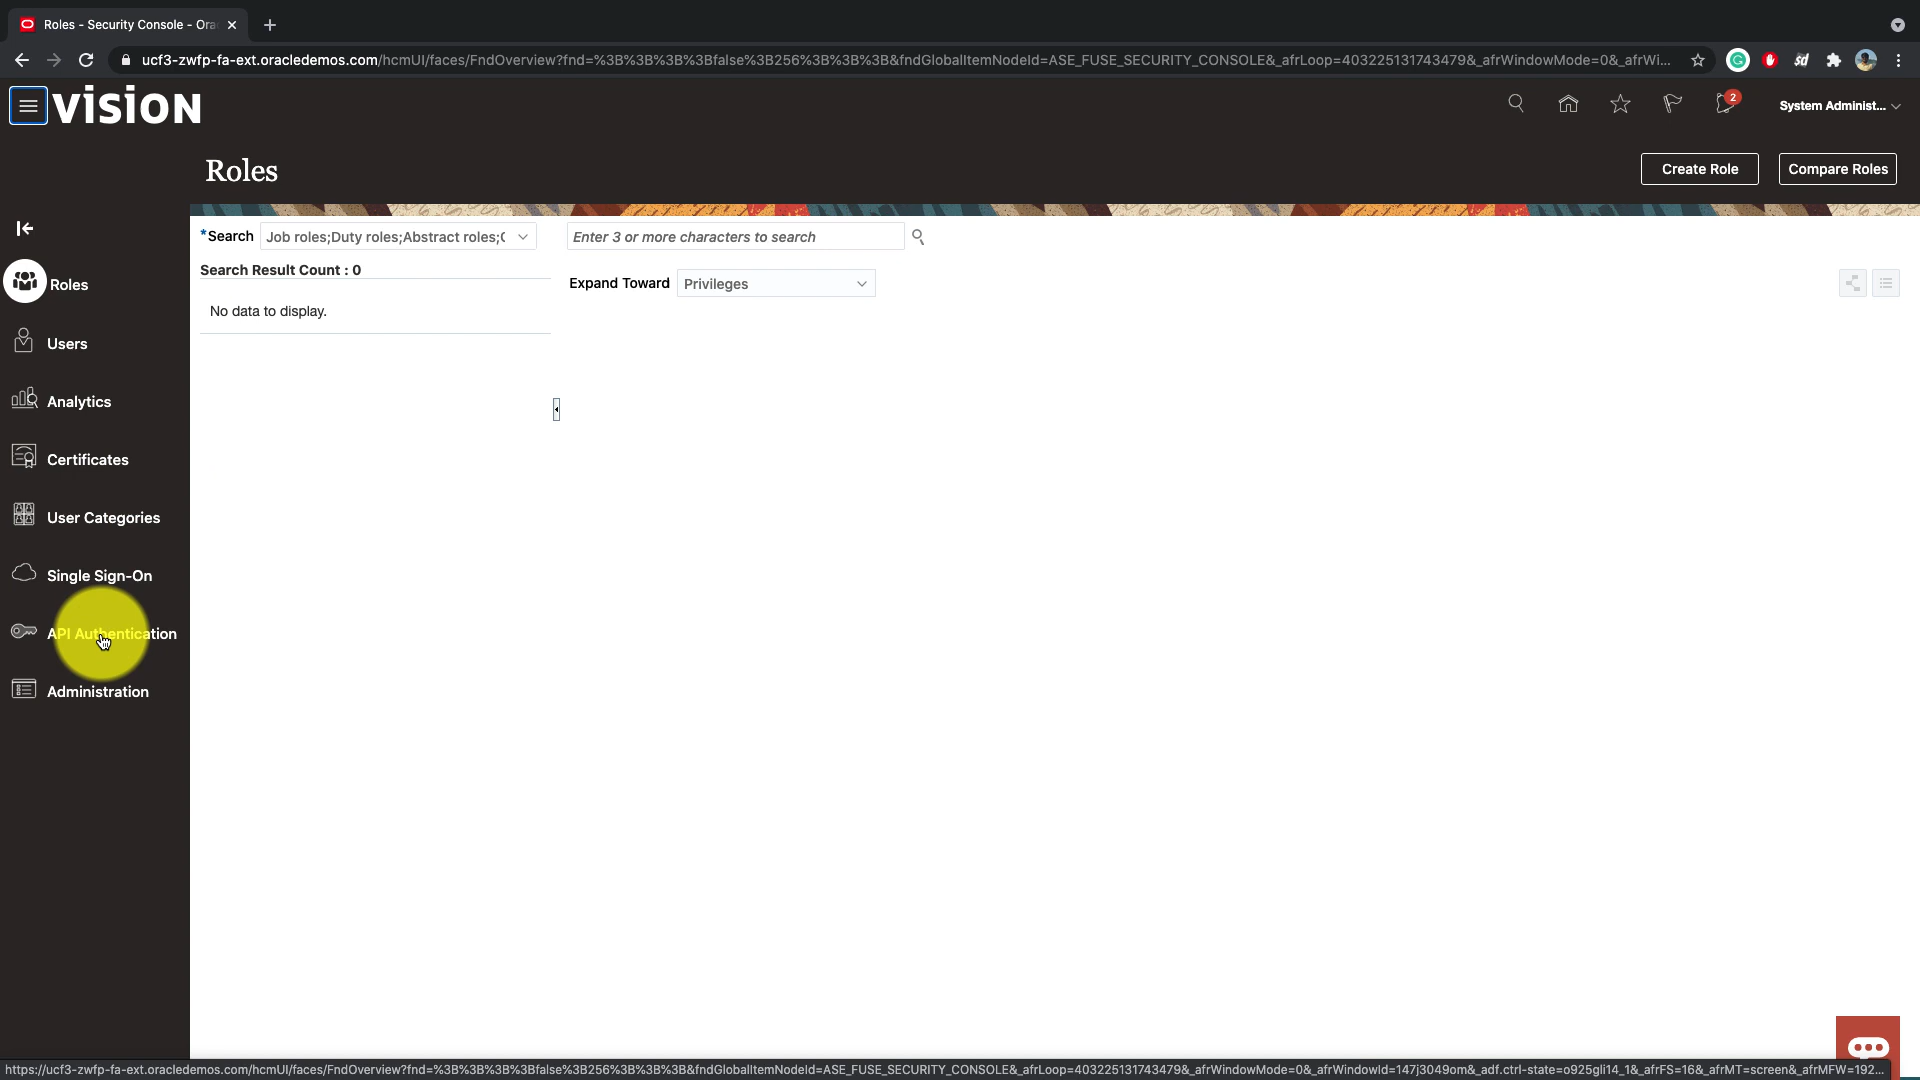 Roles - Security Console - Ora
ucf3-zwfp-fa-ext.oracledemos.com/hcmUI/faces/FndOverview?fnd=%3B%3B%3B%3Bfalse%3B256%3B%3B%3B&fndGlobalItemNodeId=ASE_FUSE_SECURITY_CONSOLE&_afrLoop=403225131743479&_afrWindowMode=0&_afrWi...
vision
2
System Administ...
Roles
Create Role
Compare Roles
*Search
Job roles;Duty roles;Abstract roles;(
Enter 3 or more characters to search
Search Result Count : 0
Expand Toward
Privileges
No data to display.
Roles
Users
Analytics
Certificates
User Categories
Single Sign-On
API Authentication
Administration
https://ucf3-zwfp-fa-ext.oracledemos.com/hcmUI/faces/FndOverview?fnd=%3B%3B%3B%3Bfalse%3B256%3B%3B%3B&fndGlobalItemNodeId=ASE_FUSE_SECURITY_CONSOLE&_afrLoop=403225131743479&_afrWindowMode=0&_afrWindowId=147j3049om&_adf.ctrl-state=o925gli14_1&_afrFS=16&_afrMT=screen&_afrMFW=192...